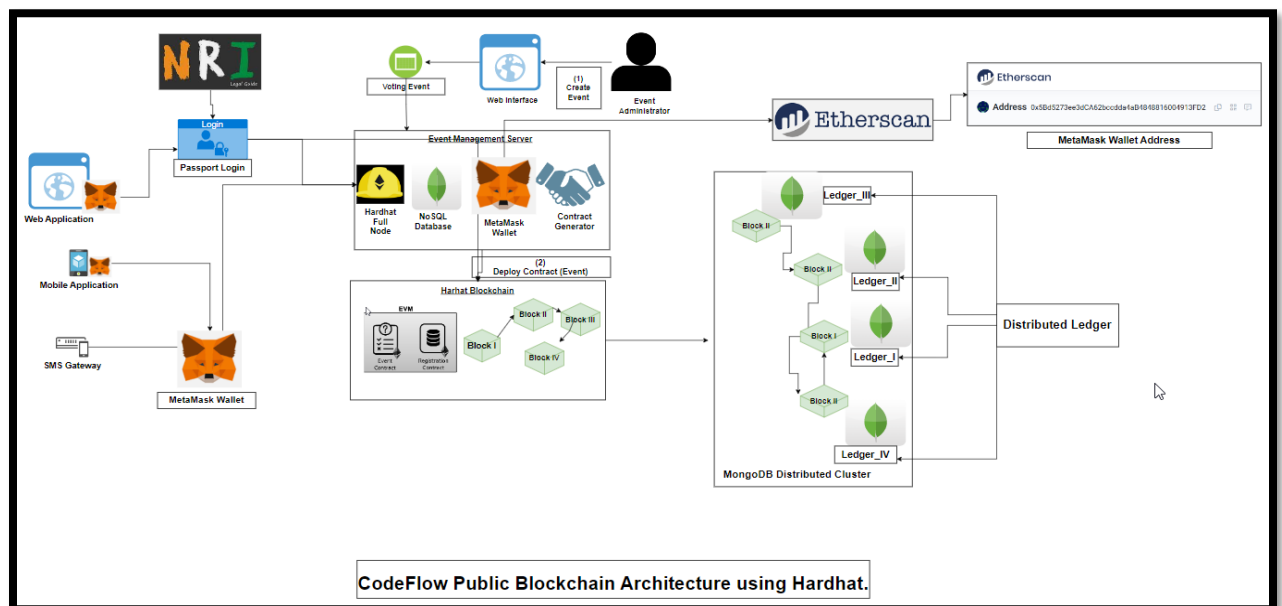 NRI
Legal Guide
Voting Event
Web Interface
(1)
Create
Event
Event
Administrator
Etherscan
Etherscan
Address 0x5Bd5273ee3dCA62bccdda4aB4848816004913FD2
MetaMask Wallet Address
Login
Passport Login
Web Application
Event Management Server
Hardhat
Full
Node
NoSQL
Database
MetaMask
Wallet
Contract
Generator
Mobile Application
SMS Gateway
MetaMask Wallet
(2)
Deploy Contract (Event)
Harhat Blockchain
EVM
Event
Contract
Registration
Contract
Block I
Block II
Block III
Block IV
Ledger_III
Block II
Block II
Ledger_II
Block I
Ledger_I
Block II
Ledger_IV
MongoDB Distributed Cluster
Distributed Ledger
CodeFlow Public Blockchain Architecture using Hardhat.